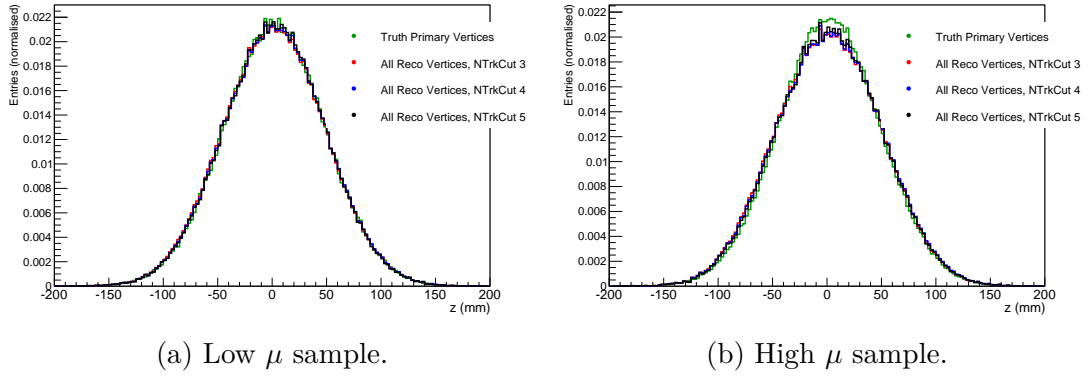 Entries (normalised)
0.022
0.02
0.018
0.016
0.014
0.012
0.01
0.008
0.006
0.004
0.002
0
-200 -150 -100 -50 0 50 100 150 200
z (mm)
Truth Primary Vertices
All Reco Vertices, NTrkCut 3
All Reco Vertices, NTrkCut 4
All Reco Vertices, NTrkCut 5
(a) Low μ sample.
Entries (normalised)
0.022
0.02
0.018
0.016
0.014
0.012
0.01
0.008
0.006
0.004
0.002
0
-200 -150 -100 -50 0 50 100 150 200
z (mm)
Truth Primary Vertices
All Reco Vertices, NTrkCut 3
All Reco Vertices, NTrkCut 4
All Reco Vertices, NTrkCut 5
(b) High μ sample.